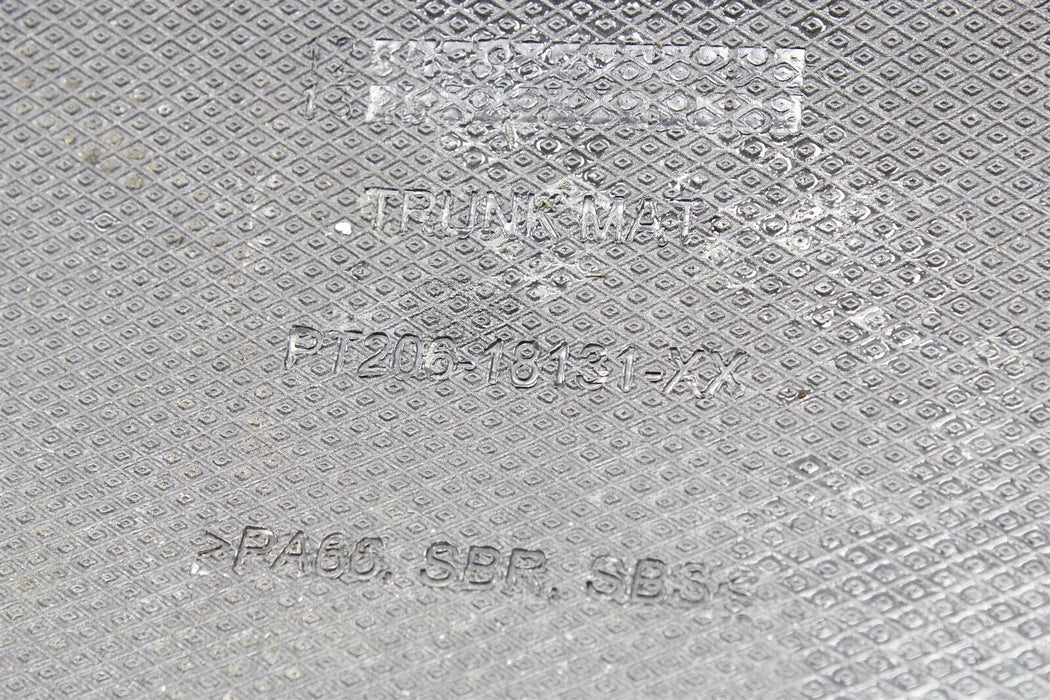 TRUNK MAT
PT206-18131-XX
>PA66. SBR. SBS<